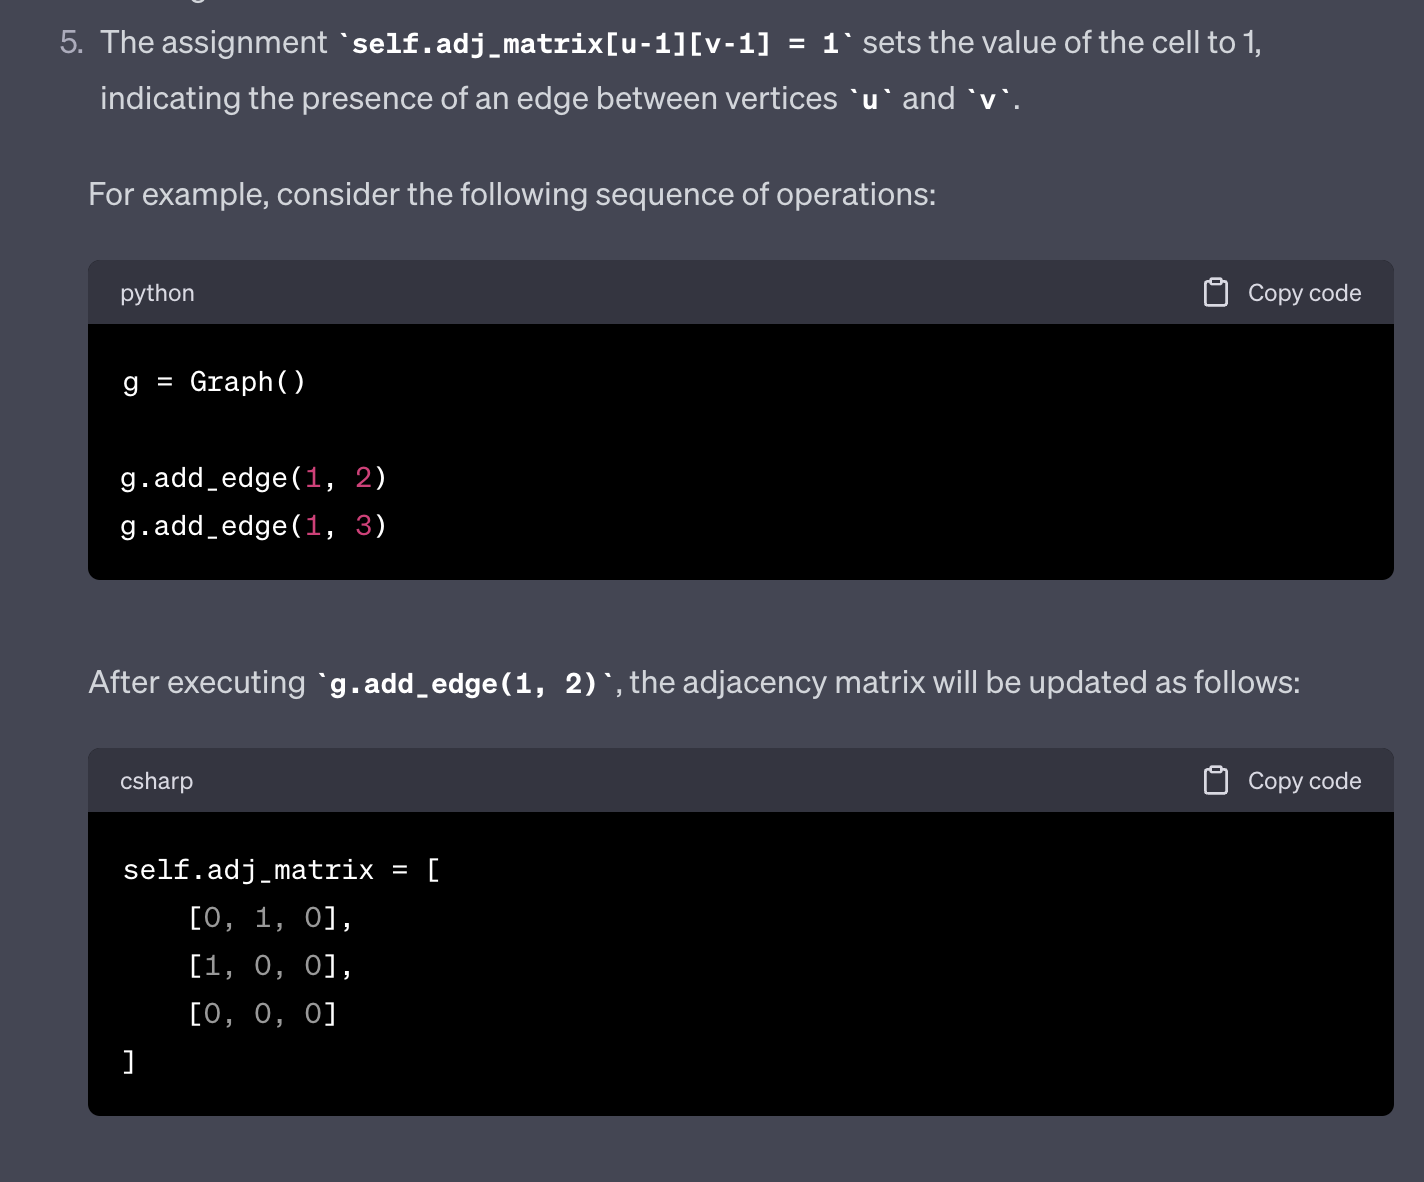 5. The assignment `self.adj_matrix[u-1][v-1] = 1` sets the value of the cell to 1,
indicating the presence of an edge between vertices `u` and `v`.
For example, consider the following sequence of operations:
python Copy code
g = Graph()
g.add_edge(1, 2)
g.add_edge(1, 3)
After executing `g.add_edge(1, 2)`, the adjacency matrix will be updated as follows:
csharp Copy code
self.adj_matrix = [
    [0, 1, 0],
    [1, 0, 0],
    [0, 0, 0]
]